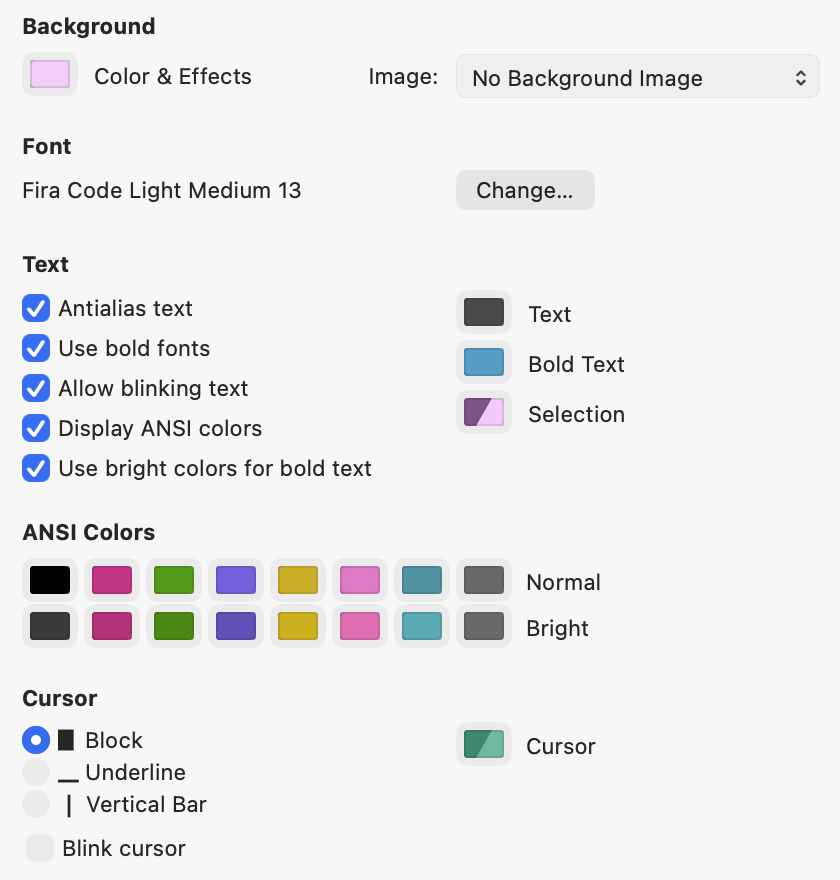 Background
Color & Effects
Image:
No Background Image
Font
Fira Code Light Medium 13
Change...
Text
Antialias text
Use bold fonts
Allow blinking text
Display ANSI colors
Use bright colors for bold text
Text
Bold Text
Selection
ANSI Colors
Normal
Bright
Cursor
Block
Underline
Vertical Bar
Blink cursor
Cursor